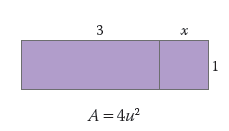 3 x
1
A = 4u²